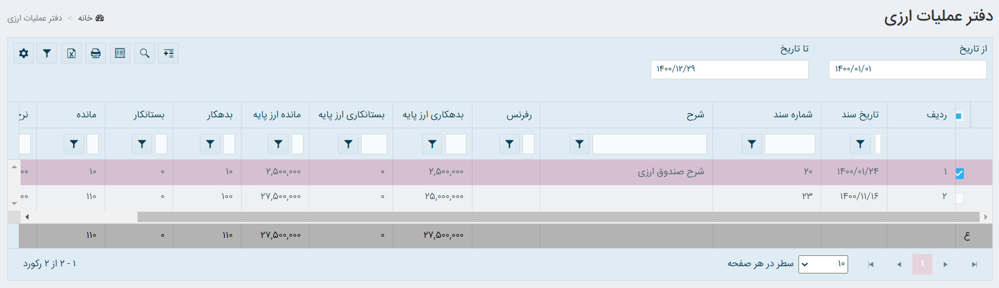 دفتر عملیات ارزی
خانه > دفتر عملیات ارزی
از تاریخ
تا تاریخ
۱۴۰۰/۰۱/۰۱
۱۴۰۰/۱۲/۲۹
ردیف تاریخ سند شماره سند شرح رفرنس بدهکاری ارز پایه بستانکاری ارز پایه مانده ارز پایه بدهکار بستانکار مانده نرخ
۱ ۱۴۰۰/۰۱/۲۴ ۲۰ شرح صندوق ارزی ۲,۵۰۰,۰۰۰ ۰ ۲,۵۰۰,۰۰۰ ۱۰ ۰ ۱۰ ۰۰
۲ ۱۴۰۰/۱۱/۱۶ ۲۳ ۲۵,۰۰۰,۰۰۰ ۰ ۲۷,۵۰۰,۰۰۰ ۱۰۰ ۰ ۱۱۰ ۰۰
ع ۲۷,۵۰۰,۰۰۰ ۰ ۲۷,۵۰۰,۰۰۰ ۱۱۰ ۰ ۱۱۰
۱ ۱۰ سطر در هر صفحه
۱ - ۲ از ۲ رکورد